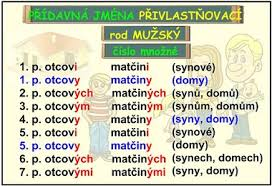 PŘÍDAVNÁ JMÉNA PŘIVLASTŇOVACÍ
rod MUŽSKÝ
číslo množné
1. p. otcovi matčini (synové)
p. otcovy matčiny (domy)
2. p. otcových matčiných (synů, domů)
3. p. otcovým matčiným (synům, domům)
4. p. otcovy matčiny (syny, domy)
5. p. otcovi matčini (synové)
p. otcovy matčiny (domy)
6. p. otcových matčiných (synech, domech)
7. p. otcovými matčinými (syny, domy)